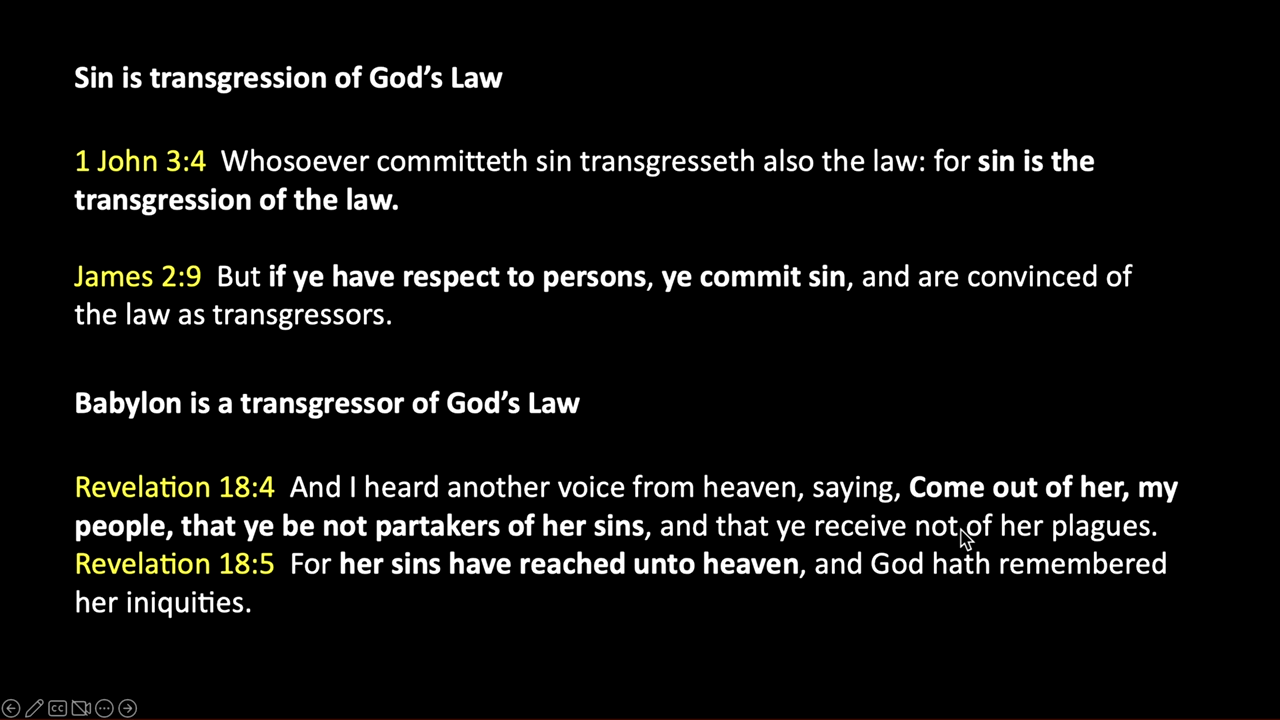 Sin is transgression of God’s Law
1 John 3:4 Whosoever committeth sin transgresseth also the law: for sin is the
transgression of the law.
James 2:9 But if ye have respect to persons, ye commit sin, and are convinced of
the law as transgressors.
Babylon is a transgressor of God’s Law
Revelation 18:4 And I heard another voice from heaven, saying, Come out of her, my
people, that ye be not partakers of her sins, and that ye receive not of her plagues.
Revelation 18:5 For her sins have reached unto heaven, and God hath remembered
her iniquities.
CC